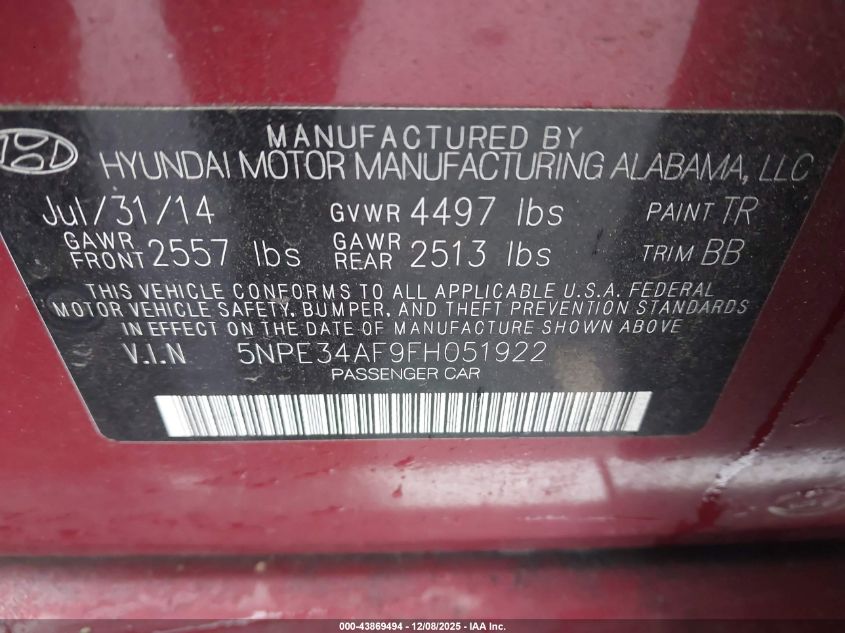 MANUFACTURED BY
HYUNDAI MOTOR MANUFACTURING ALABAMA, LLC
Jul/31/14 GVWR 4497 lbs PAINT TR
GAWR FRONT 2557 lbs GAWR REAR 2513 lbs TRIM BB
THIS VEHICLE CONFORMS TO ALL APPLICABLE U.S.A. FEDERAL
MOTOR VEHICLE SAFETY, BUMPER, AND THEFT PREVENTION STANDARDS
IN EFFECT ON THE DATE OF MANUFACTURE SHOWN ABOVE.
V.I.N 5NPE34AF9FH051922
PASSENGER CAR
000-43869494 - 12/08/2025 - IAAI US